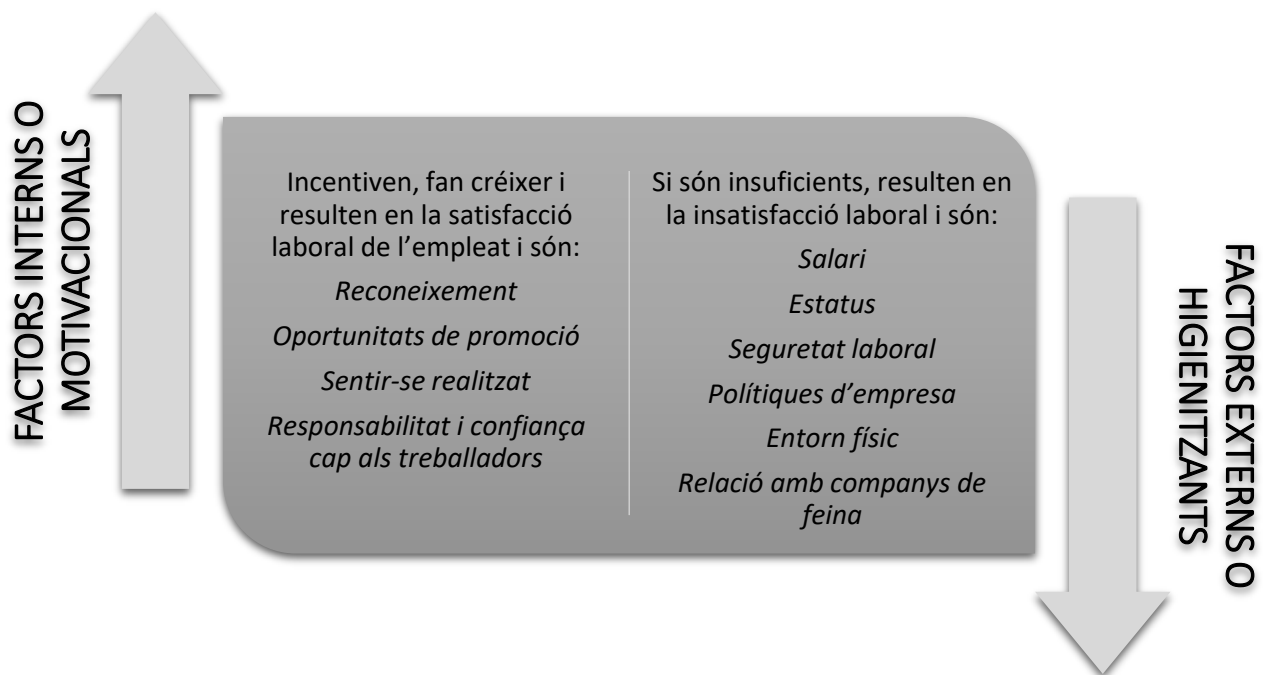 FACTORS INTERNS O
MOTIVACIONALS
Incentiven, fan créixer i
resulten en la satisfacció
laboral de l’empleat i són:
Reconeixement
Oportunitats de promoció
Sentir-se realitzat
Responsabilitat i confiança
cap als treballadors
Si són insuficients, resulten en
la insatisfacció laboral i són:
Salari
Estatus
Seguretat laboral
Polítiques d’empresa
Entorn físic
Relació amb companys de
feina
FACTORS EXTERNS O
HIGIENITZANTS